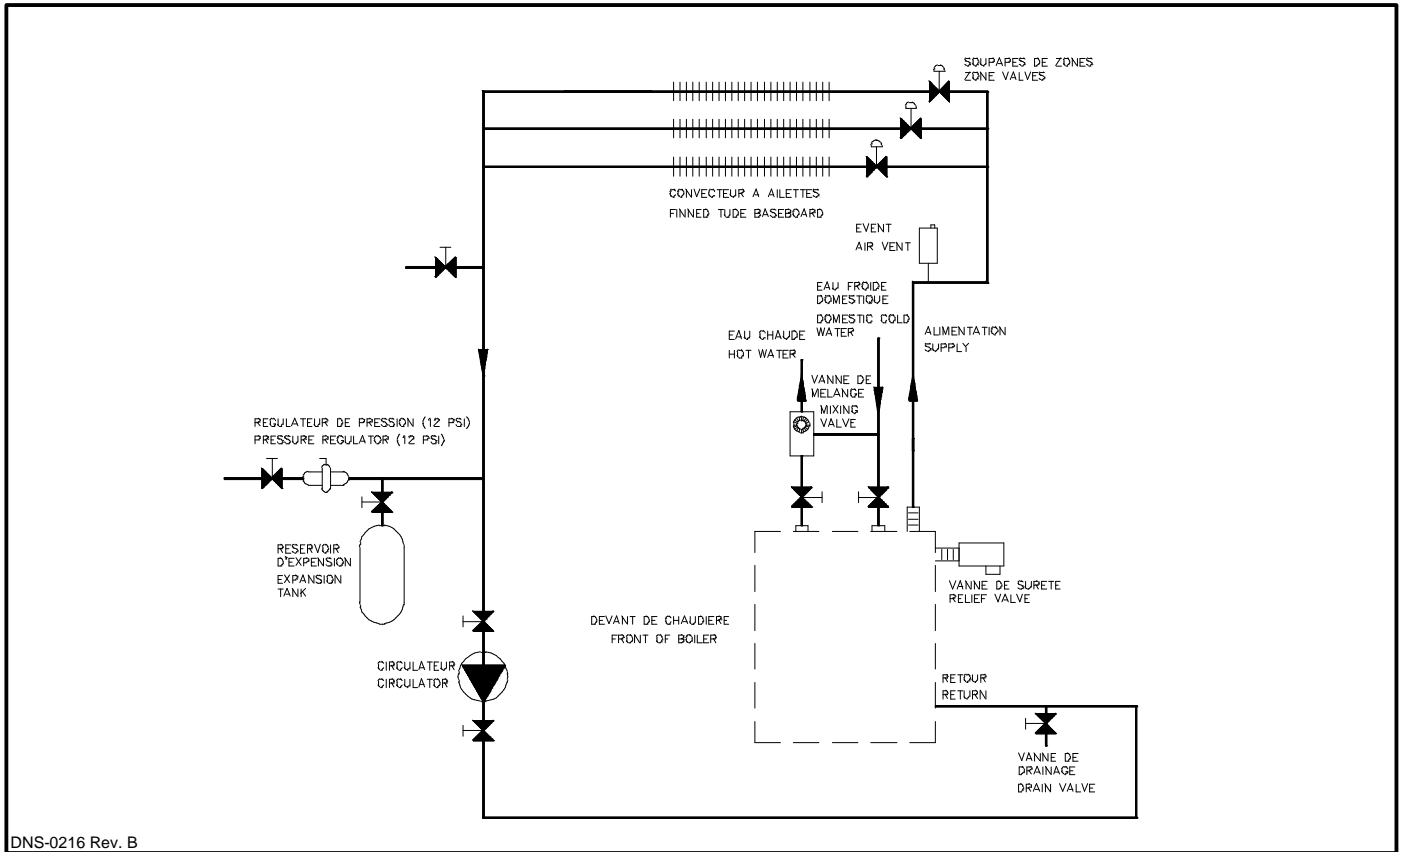 SOUPAPES DE ZONES
ZONE VALVES
CONVECTEUR A AILETTES
FINNED TUDE BASEBOARD
EVENT
AIR VENT
EAU FROIDE
DOMESTIQUE
DOMESTIC COLD
WATER
ALIMENTATION
SUPPLY
EAU CHAUDE
HOT WATER
VANNE DE
MELANGE
MIXING
VALVE
REGULATEUR DE PRESSION (12 PSI)
PRESSURE REGULATOR (12 PSI)
RESERVOIR
D'EXPENSION
EXPANSION
TANK
VANNE DE SURETE
RELIEF VALVE
DEVANT DE CHAUDIERE
FRONT OF BOILER
CIRCULATEUR
CIRCULATOR
RETOUR
RETURN
VANNE DE
DRAINAGE
DRAIN VALVE
DNS-0216 Rev. B